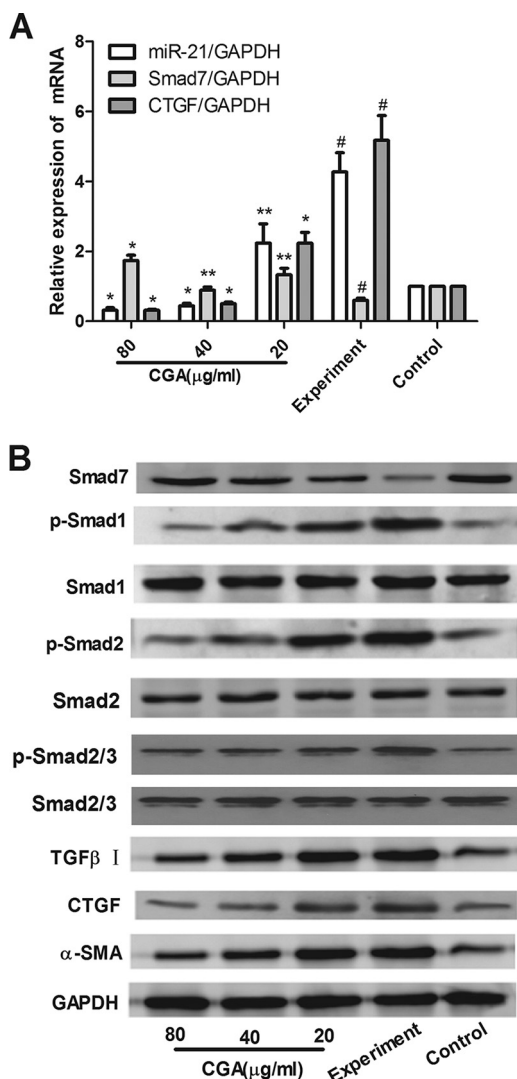 A
8
6
4
2
0
Relative expression of mRNA
miR-21/GAPDH
Smad7/GAPDH
CTGF/GAPDH
* * * * ** * ** ** * # # #
80 40 20 Experiment Control
CGA(μg/ml)
B
Smad7
p-Smad1
Smad1
p-Smad2
Smad2
p-Smad2/3
Smad2/3
TGFβ I
CTGF
α-SMA
GAPDH
80 40 20 Experiment Control
CGA(μg/ml)